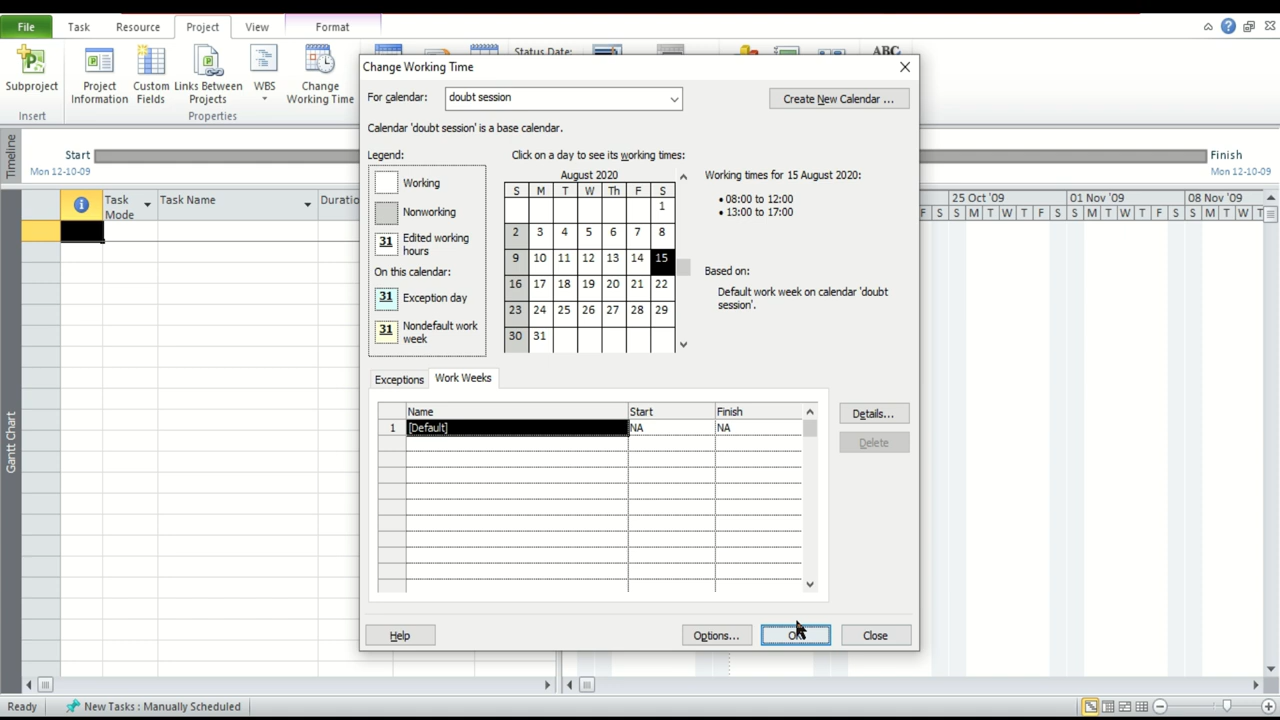 File Task Resource Project View Format
Status Date: ABC
Subproject
Project Information
Custom Fields
Links Between Projects
WBS
Change Working Time
Insert Properties
Timeline
Start
Mon 12-10-09
Finish
Mon 12-10-09
Task Mode
Task Name
Duratio
25 Oct '09 01 Nov '09 08 Nov '09
F S S M T W T F S S M T W T F S S M T W T
Gantt Chart
Change Working Time
For calendar: doubt session Create New Calendar ...
Calendar 'doubt session' is a base calendar.
Legend:
Working
Nonworking
31 Edited working hours
On this calendar:
31 Exception day
31 Nondefault work week
Click on a day to see its working times:
August 2020
S M T W Th F S
1
2 3 4 5 6 7 8
9 10 11 12 13 14 15
16 17 18 19 20 21 22
23 24 25 26 27 28 29
30 31
Working times for 15 August 2020:
• 08:00 to 12:00
• 13:00 to 17:00
Based on:
Default work week on calendar 'doubt
session'.
Exceptions Work Weeks
Name Start Finish
1 [Default] NA NA
Details...
Delete
Help Options... Close
Ready New Tasks : Manually Scheduled